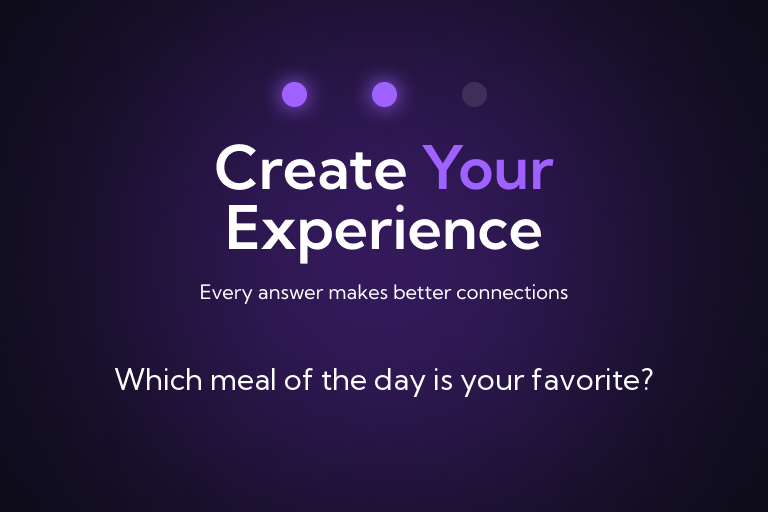 Create Your
Experience
Every answer makes better connections
Which meal of the day is your favorite?